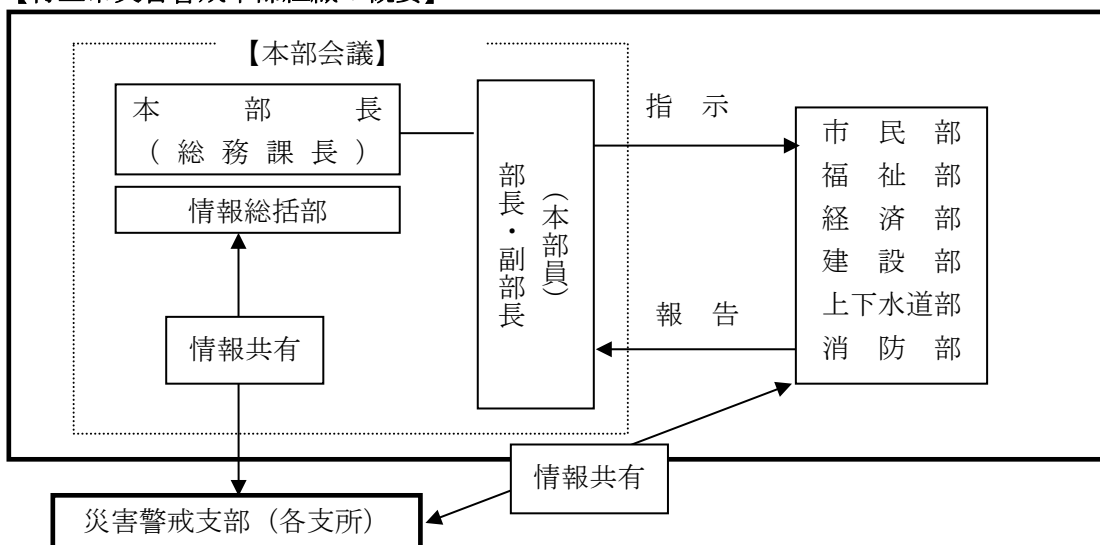 【本部会議】
本部長
（総務課長）
情報総括部
部長・副部長
（本部員）
指示
市民部
福祉部
経済部
建設部
上下水道部
消防部
報告
情報共有
情報共有
災害警戒支部（各支所）